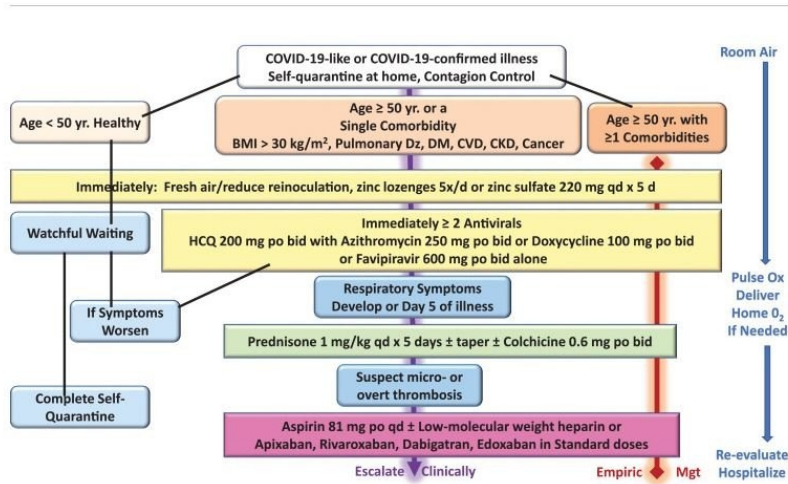 COVID-19-like or COVID-19-confirmed illness
Self-quarantine at home, Contagion Control
Room Air
Age < 50 yr. Healthy
Age ≥ 50 yr. or a
Single Comorbidity
BMI > 30 kg/m², Pulmonary Dz, DM, CVD, CKD, Cancer
Age ≥ 50 yr. with
≥1 Comorbidities
Immediately: Fresh air/reduce reinoculation, zinc lozenges 5x/d or zinc sulfate 220 mg qd x 5 d
Watchful Waiting
Immediately ≥ 2 Antivirals
HCQ 200 mg po bid with Azithromycin 250 mg po bid or Doxycycline 100 mg po bid
or Favipiravir 600 mg po bid alone
Respiratory Symptoms
Develop or Day 5 of illness
Pulse Ox
Deliver
Home 0₂
If Needed
If Symptoms
Worsen
Prednisone 1 mg/kg qd x 5 days ± taper ± Colchicine 0.6 mg po bid
Suspect micro- or
overt thrombosis
Complete Self-
Quarantine
Aspirin 81 mg po qd ± Low-molecular weight heparin or
Apixaban, Rivaroxaban, Dabigatran, Edoxaban in Standard doses
Escalate Clinically
Empiric Mgt
Re-evaluate
Hospitalize